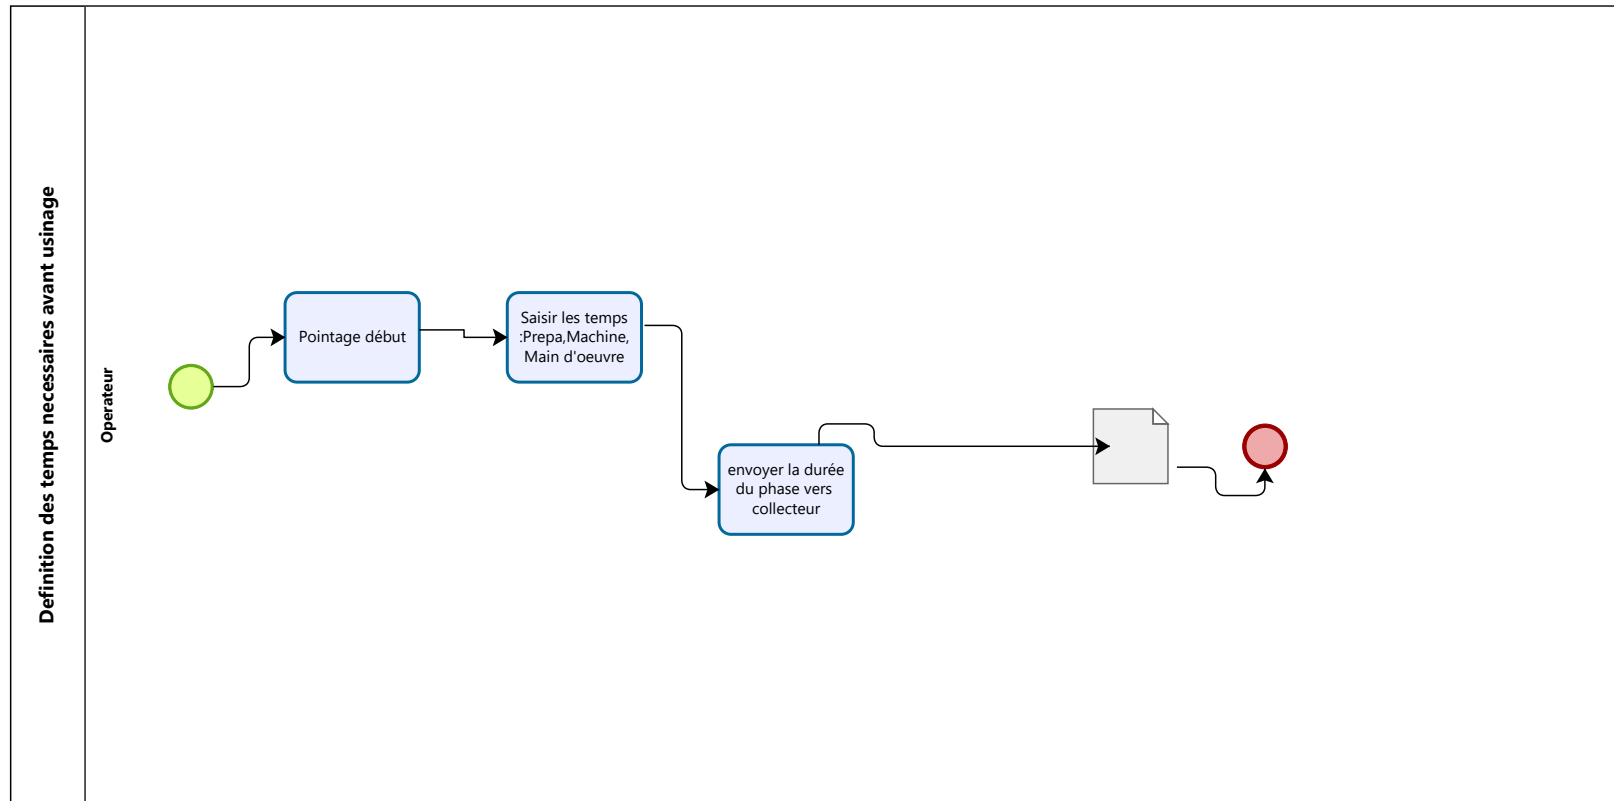 Definition des temps necessaires avant usinage
Operateur
Pointage début
Saisir les temps
:Prepa,Machine,
Main d'oeuvre
envoyer la durée
du phase vers
collecteur